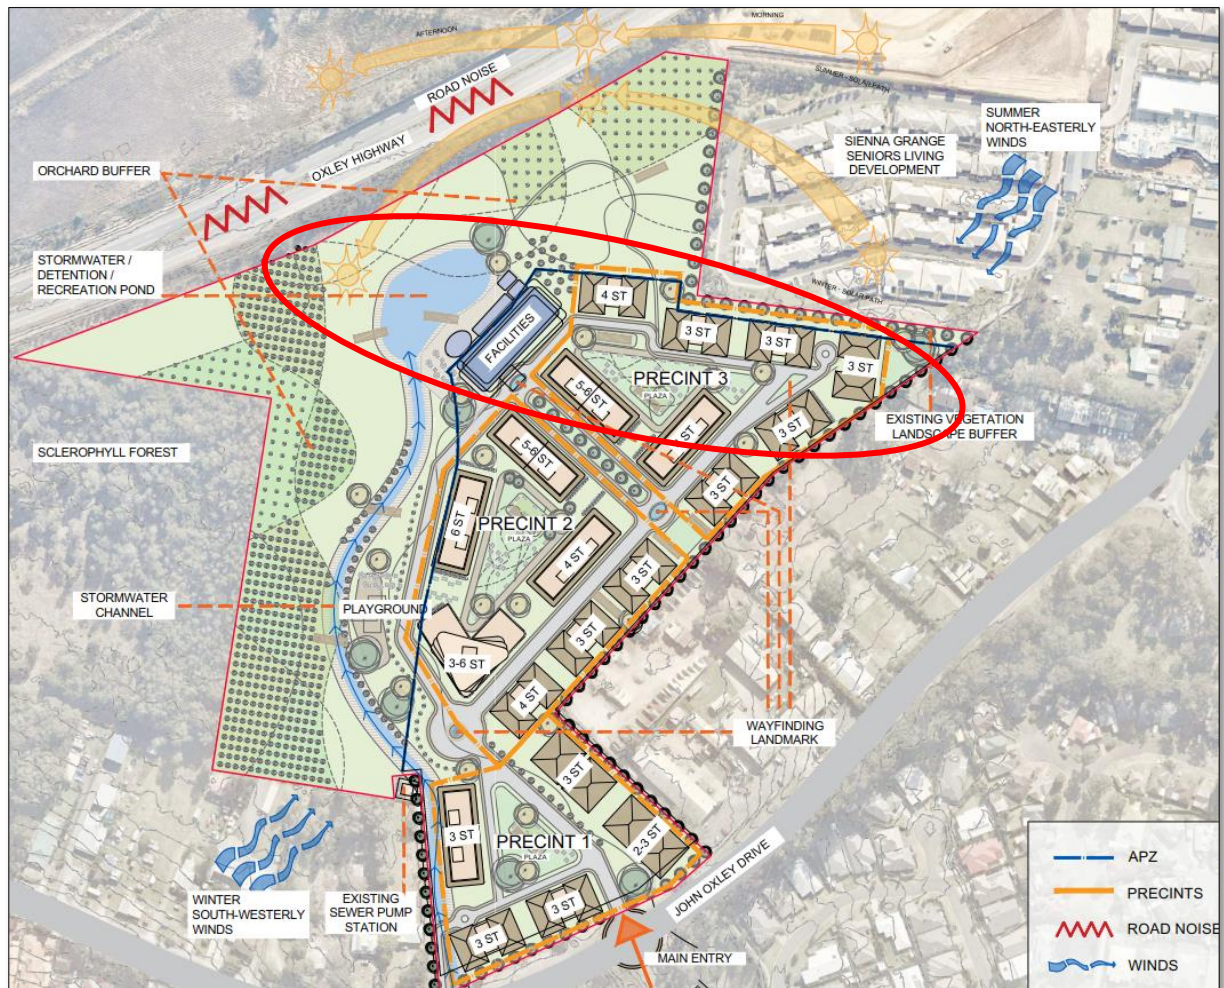 AFTERNOON
MORNING
ROAD NOISE
SUMMER - SOLAR PATH
SUMMER
NORTH-EASTERLY
WINDS
SIENNA GRANGE
SENIORS LIVING
DEVELOPMENT
OXLEY HIGHWAY
ORCHARD BUFFER
STORMWATER /
DETENTION /
RECREATION POND
WINTER - SOLAR PATH
4 ST
3 ST
3 ST
3 ST
FACILITIES
PRECINT 3
PLAZA
5-6 ST
ST
3 ST
EXISTING VEGETATION
LANDSCAPE BUFFER
SCLEROPHYLL FOREST
5-6 ST
3 ST
6 ST
PRECINT 2
PLAZA
4 ST
3 ST
STORMWATER
CHANNEL
PLAYGROUND
3 ST
3-6 ST
4 ST
WAYFINDING
LANDMARK
3 ST
3 ST
PRECINT 1
PLAZA
2-3 ST
JOHN OXLEY DRIVE
3 ST
3 ST
WINTER
SOUTH-WESTERLY
WINDS
EXISTING
SEWER PUMP
STATION
MAIN ENTRY
APZ
PRECINTS
ROAD NOISE
WINDS